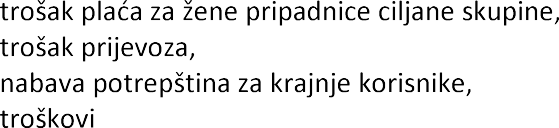 trošak plaća za žene pripadnice ciljane skupine,
trošak prijevoza,
nabava potrepština za krajnje korisnike,
troškovi